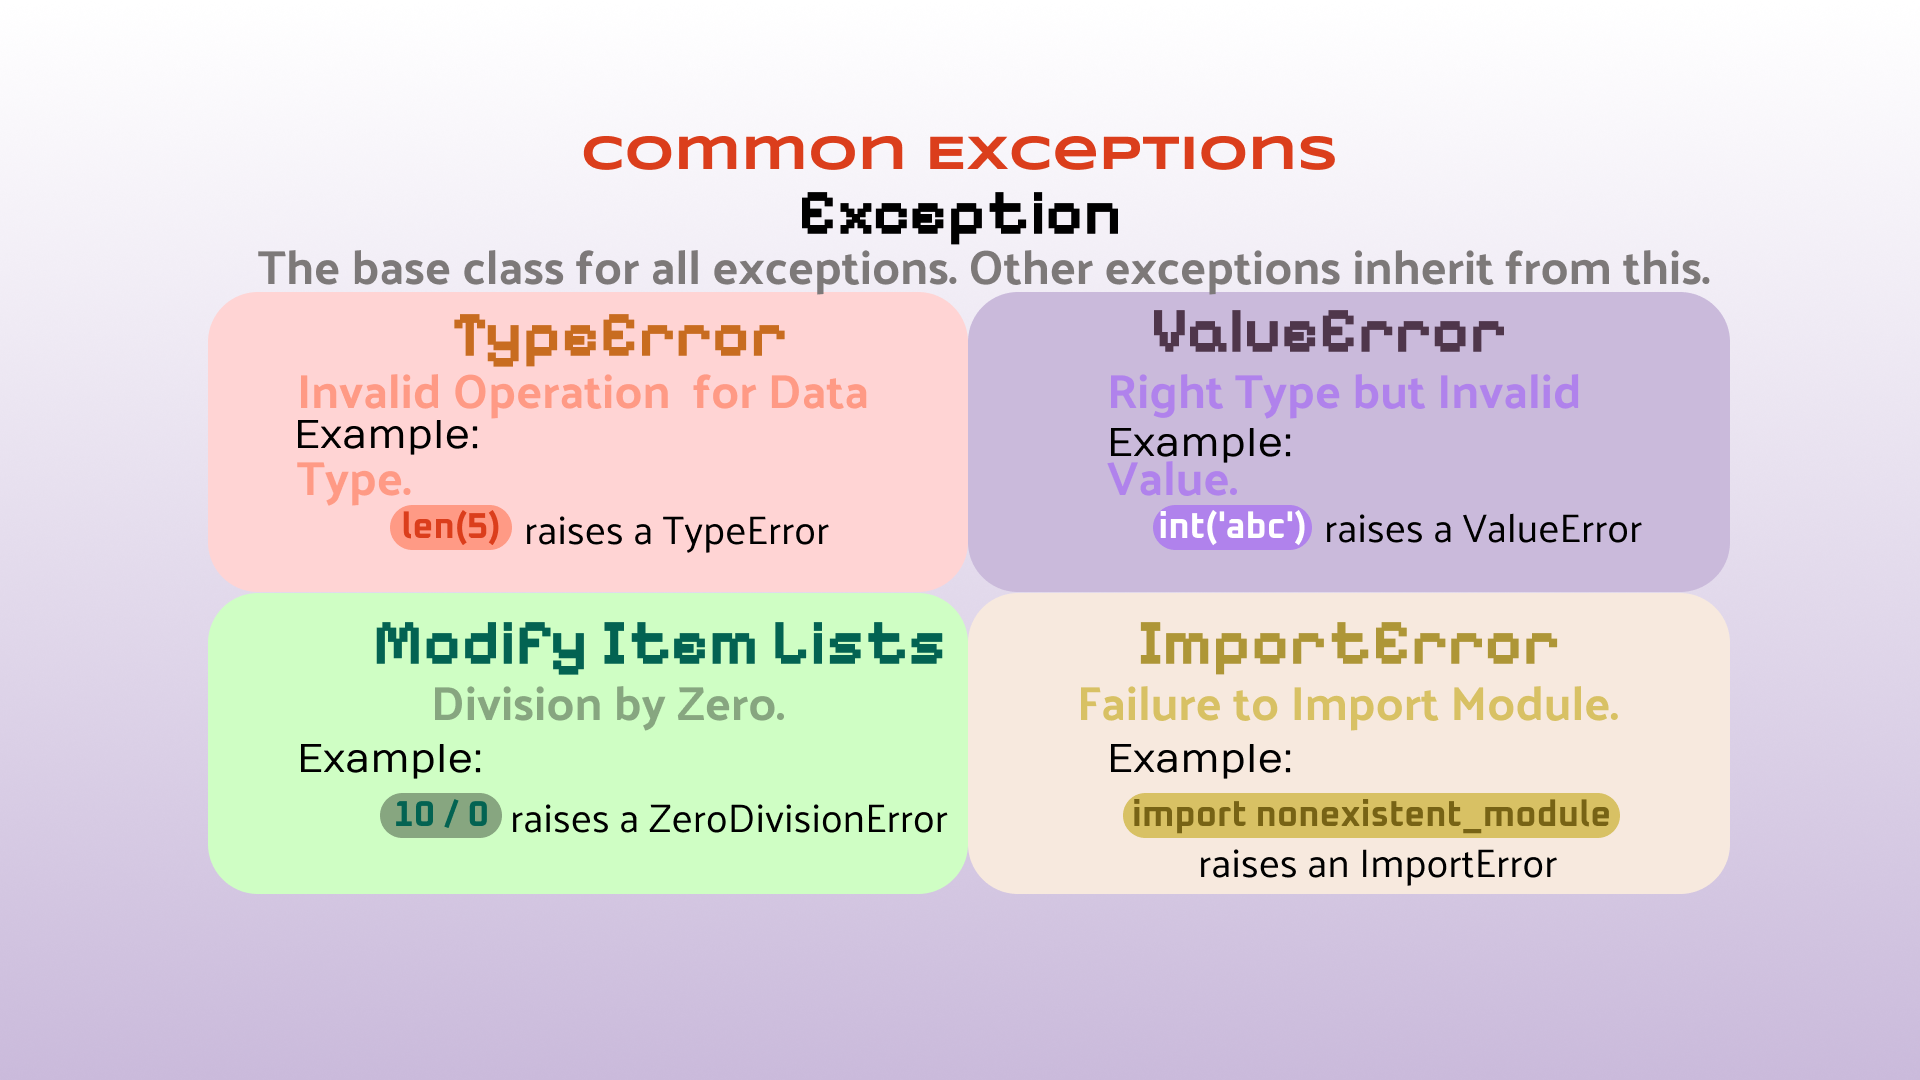 Common Exceptions
Exception
The base class for all exceptions. Other exceptions inherit from this.
TypeError
Invalid Operation for Data
Example:
Type.
len(5) raises a TypeError
ValueError
Right Type but Invalid
Example:
Value.
int('abc') raises a ValueError
Modify Item Lists
Division by Zero.
Example:
10 / 0 raises a ZeroDivisionError
ImportError
Failure to Import Module.
Example:
import nonexistent_module
raises an ImportError